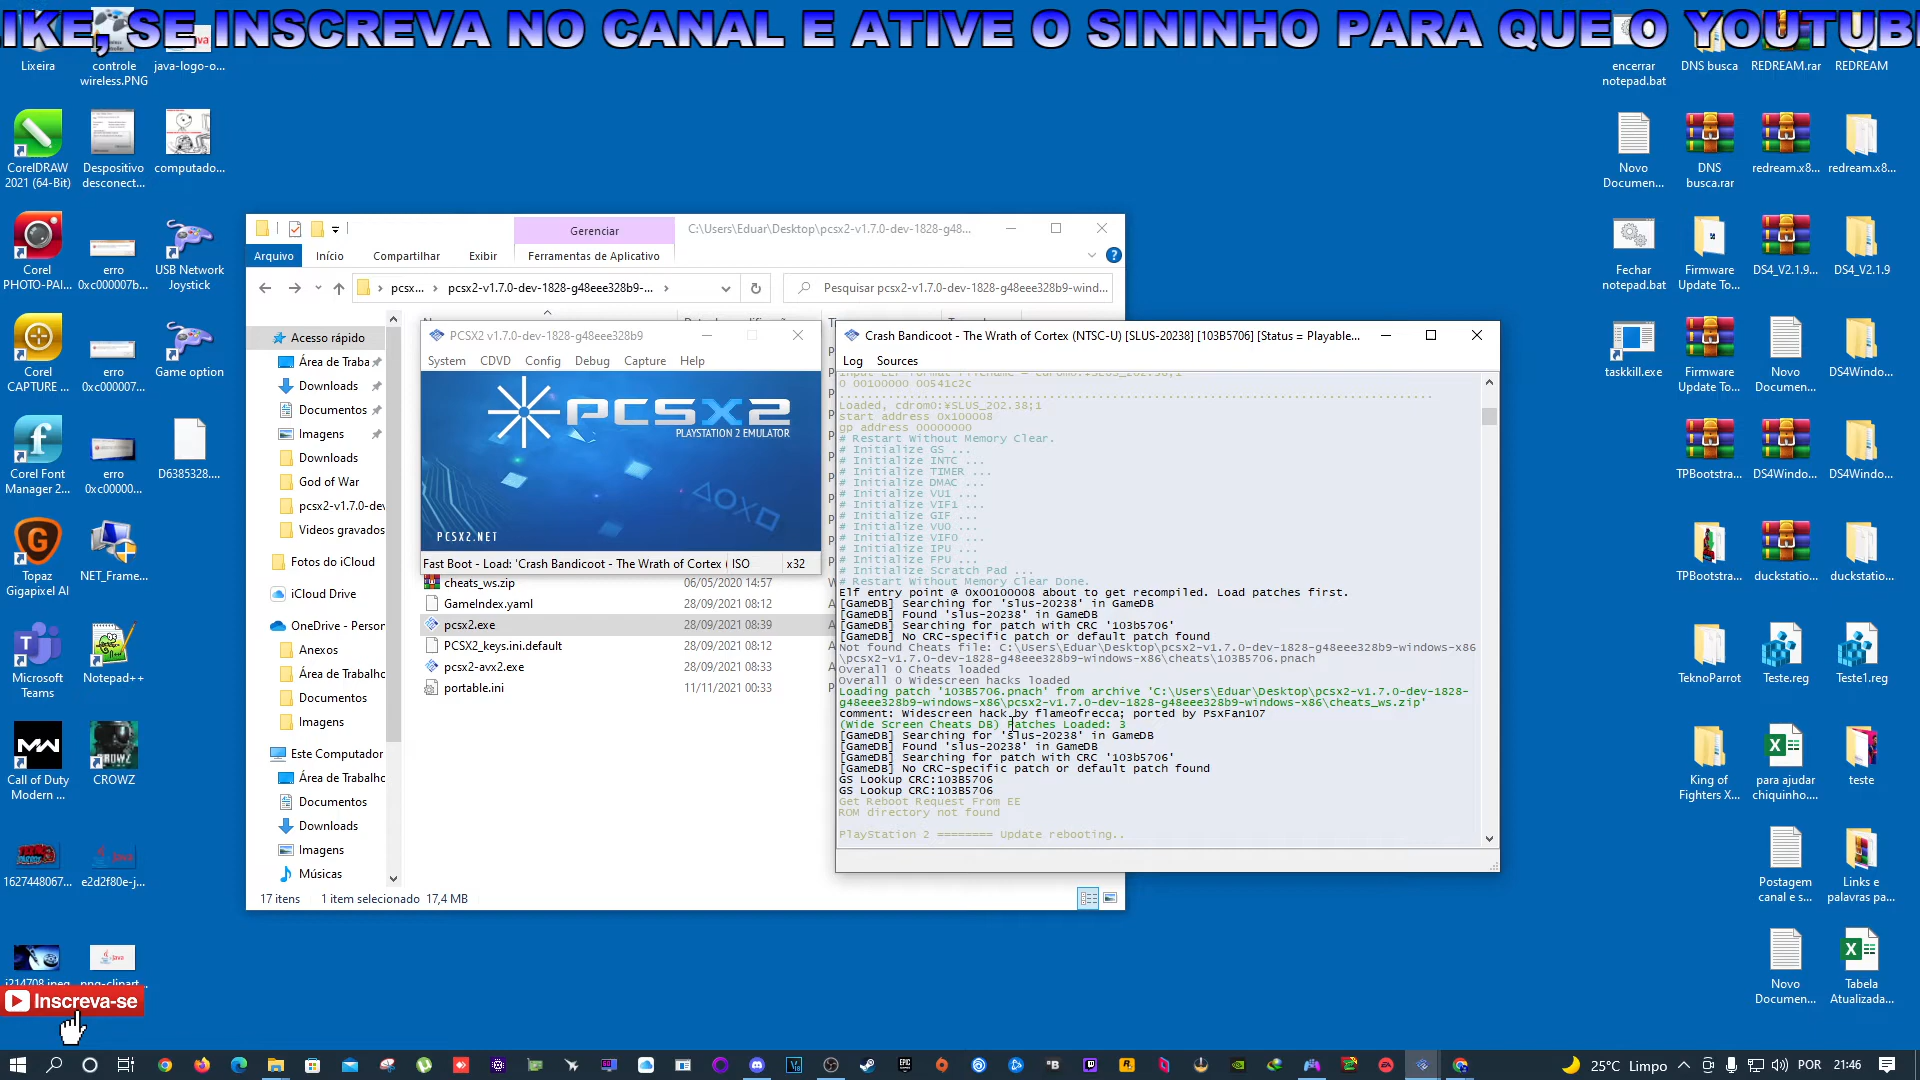 IKE, SE INSCREVA NO CANAL E ATIVE O SININHO PARA QUE O YOUTUB
Lixeira
controle wireless.PNG
java-logo-o...
encerrar notepad.bat
DNS busca
REDREAM.rar
REDREAM
CorelDRAW 2021 (64-Bit)
Despositivo desconect...
computado...
Novo Documen...
DNS busca.rar
redream.x8...
redream.x8...
Corel PHOTO-PAI...
erro 0xc000007b...
USB Network Joystick
Fechar notepad.bat
Firmware Update To...
DS4_V2.1.9...
DS4_V2.1.9
Corel CAPTURE ...
erro 0xc000007...
Game option
taskkill.exe
Firmware Update To...
Novo Documen...
DS4Windo...
Corel Font Manager 2...
erro 0xc00000...
D6385328....
TPBootstra...
DS4Windo...
DS4Windo...
Topaz Gigapixel AI
NET_Frame...
TPBootstra...
duckstatio...
duckstatio...
Microsoft Teams
Notepad++
TeknoParrot
Teste.reg
Teste1.reg
Call of Duty Modern ...
CROWZ
King of Fighters X...
para ajudar chiquinho....
teste
1627448067...
e2d2f80e-j...
Postagem canal e s...
Links e palavras pa...
Novo Documen...
Tabela Atualizada...
Inscreva-se
Gerenciar
C:\Users\Eduar\Desktop\pcsx2-v1.7.0-dev-1828-g48...
Arquivo
Início
Compartilhar
Exibir
Ferramentas de Aplicativo
pcsx...
pcsx2-v1.7.0-dev-1828-g48eee328b9-...
Pesquisar pcsx2-v1.7.0-dev-1828-g48eee328b9-wind...
Acesso rápido
Área de Traba
Downloads
Documentos
Imagens
Downloads
God of War
pcsx2-v1.7.0-de
Videos gravados
Fotos do iCloud
iCloud Drive
OneDrive - Person
Anexos
Área de Trabalho
Documentos
Imagens
Este Computador
Área de Trabalho
Documentos
Downloads
Imagens
Músicas
PCSX2 v1.7.0-dev-1828-g48eee328b9
System CDVD Config Debug Capture Help
PCSX2
PLAYSTATION 2 EMULATOR
PCSX2.NET
Fast Boot - Load: 'Crash Bandicoot - The Wrath of Cortex ( ISO x32
cheats_ws.zip 06/05/2020 14:57
GameIndex.yaml 28/09/2021 08:12
pcsx2.exe 28/09/2021 08:39
PCSX2_keys.ini.default 28/09/2021 08:12
pcsx2-avx2.exe 28/09/2021 08:33
portable.ini 11/11/2021 00:33
17 itens 1 item selecionado 17,4 MB
Crash Bandicoot - The Wrath of Cortex (NTSC-U) [SLUS-20238] [103B5706] [Status = Playable...
Log Sources
0 00100000 00541c2c
Loaded, cdrom0:¥SLUS_202.38;1
start address 0x100008
gp address 00000000
# Restart Without Memory Clear.
# Initialize GS ...
# Initialize INTC ...
# Initialize TIMER ...
# Initialize DMAC ...
# Initialize VU1 ...
# Initialize VIF1 ...
# Initialize GIF ...
# Initialize VU0 ...
# Initialize VIF0 ...
# Initialize IPU ...
# Initialize FPU ...
# Initialize Scratch Pad ...
# Restart Without Memory Clear Done.
Elf entry point @ 0x00100008 about to get recompiled. Load patches first.
[GameDB] Searching for 'slus-20238' in GameDB
[GameDB] Found 'slus-20238' in GameDB
[GameDB] Searching for patch with CRC '103b5706'
[GameDB] No CRC-specific patch or default patch found
Not found Cheats file: C:\Users\Eduar\Desktop\pcsx2-v1.7.0-dev-1828-g48eee328b9-windows-x86
\pcsx2-v1.7.0-dev-1828-g48eee328b9-windows-x86\cheats\103B5706.pnach
Overall 0 Cheats loaded
Overall 0 Widescreen hacks loaded
Loading patch '103B5706.pnach' from archive 'C:\Users\Eduar\Desktop\pcsx2-v1.7.0-dev-1828-
g48eee328b9-windows-x86\pcsx2-v1.7.0-dev-1828-g48eee328b9-windows-x86\cheats_ws.zip'
comment: Widescreen hack by flameofrecca; ported by PsxFan107
(Wide Screen Cheats DB) Patches Loaded: 3
[GameDB] Searching for 'slus-20238' in GameDB
[GameDB] Found 'slus-20238' in GameDB
[GameDB] Searching for patch with CRC '103b5706'
[GameDB] No CRC-specific patch or default patch found
GS Lookup CRC:103B5706
GS Lookup CRC:103B5706
Get Reboot Request From EE
ROM directory not found
PlayStation 2 ======== Update rebooting..
25°C Limpo
POR
21:46